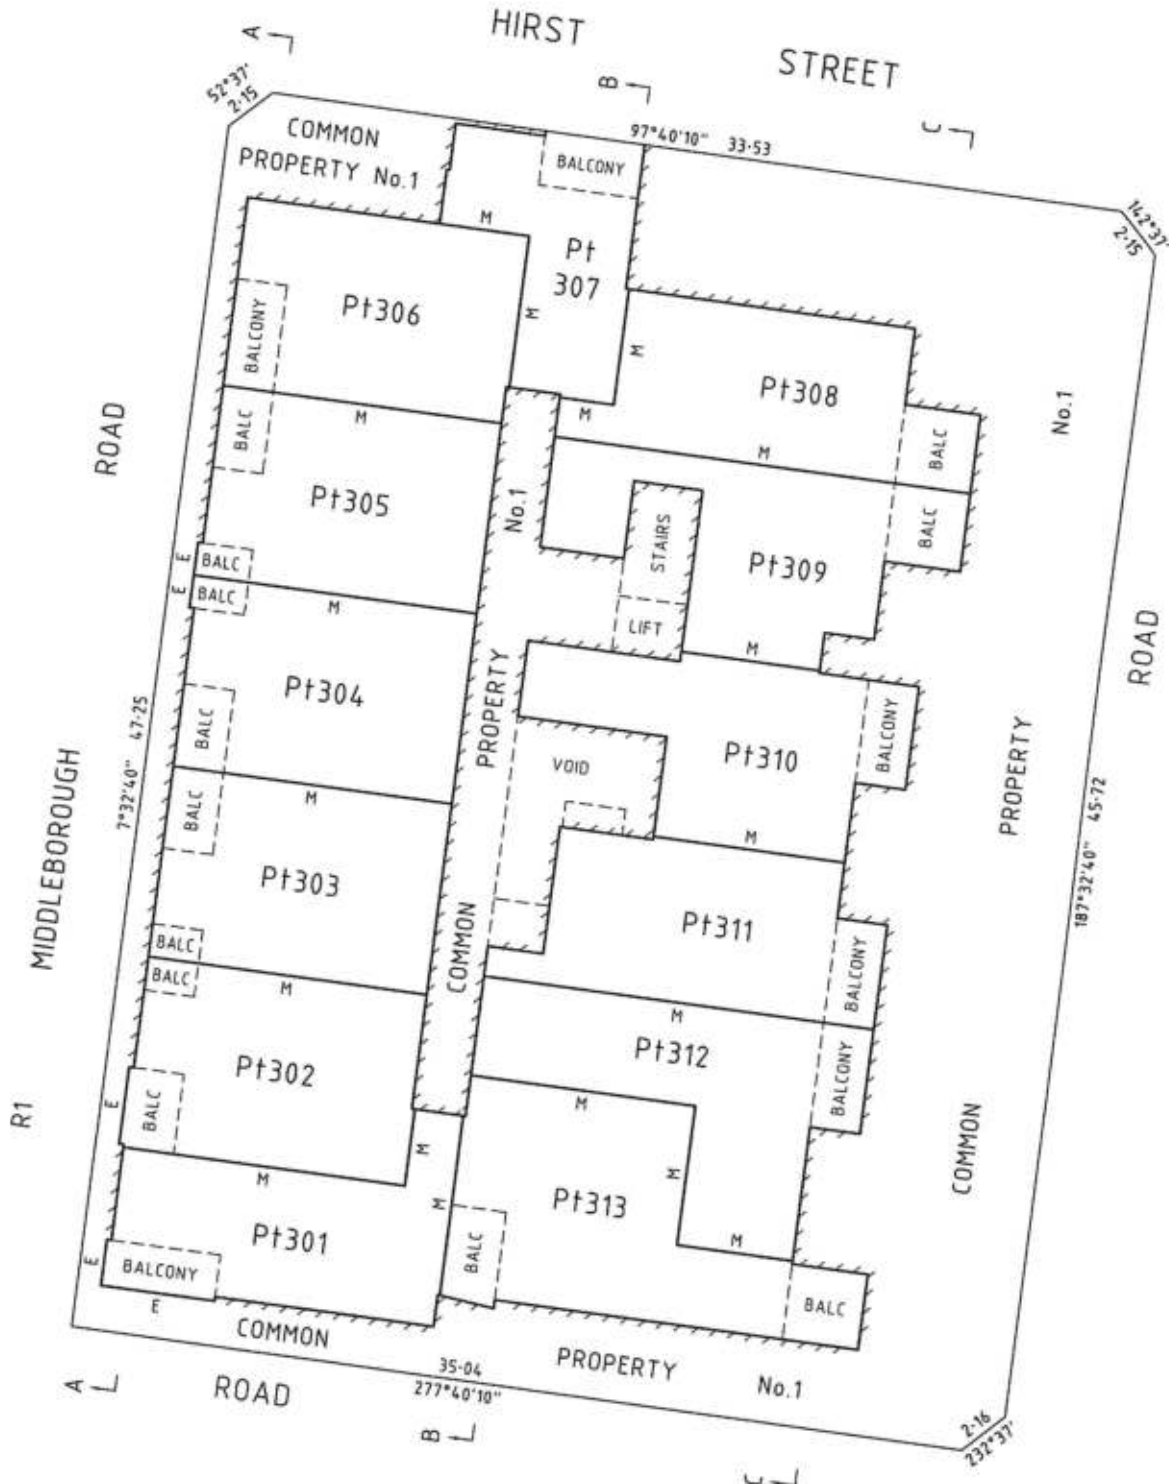 HIRST STREET
A
B
C
52°37'
2·15
97°40'10" 33·53
142°37'
2·15
COMMON
PROPERTY No.1
BALCONY
M
Pt
307
Pt306
M
BALCONY
M
Pt308
M
M
BALC
No.1
M
BALC
Pt305
No.1
STAIRS
Pt309
BALC
LIFT
ROAD
E
BALC
E
BALC
M
M
Pt304
BALC
PROPERTY
VOID
Pt310
BALCONY
ROAD
7°32'40" 47·25
M
BALC
M
Pt303
Pt311
PROPERTY
187°32'40" 45·72
MIDDLEBOROUGH
BALC
BALC
M
COMMON
BALCONY
M
Pt302
Pt312
BALCONY
R1
E
BALC
M
M
M
M
COMMON
Pt301
M
Pt313
M
BALC
E
BALCONY
E
BALC
COMMON
PROPERTY No.1
35·04
277°40'10"
A
ROAD
B
C
2·16
232°37'